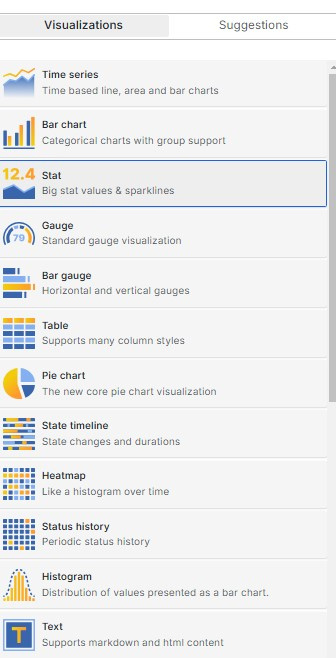 Visualizations
Suggestions
Time series
Time based line, area and bar charts
Bar chart
Categorical charts with group support
12.4
Stat
Big stat values & sparklines
Gauge
79
Standard gauge visualization
Bar gauge
Horizontal and vertical gauges
Table
Supports many column styles
Pie chart
The new core pie chart visualization
State timeline
State changes and durations
Heatmap
Like a histogram over time
Status history
Periodic status history
Histogram
Distribution of values presented as a bar chart.
T
Text
Supports markdown and html content